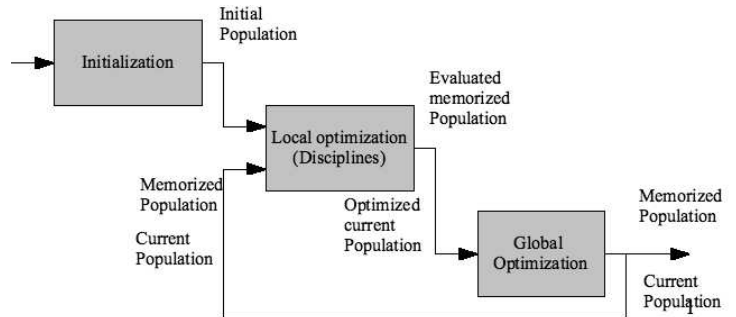 Initial
Population
Initialization
Evaluated
memorized
Population
Local optimization
(Disciplines)
Memorized
Population
Current
Population
Optimized
current
Population
Global
Optimization
Memorized
Population
Current
Population
1